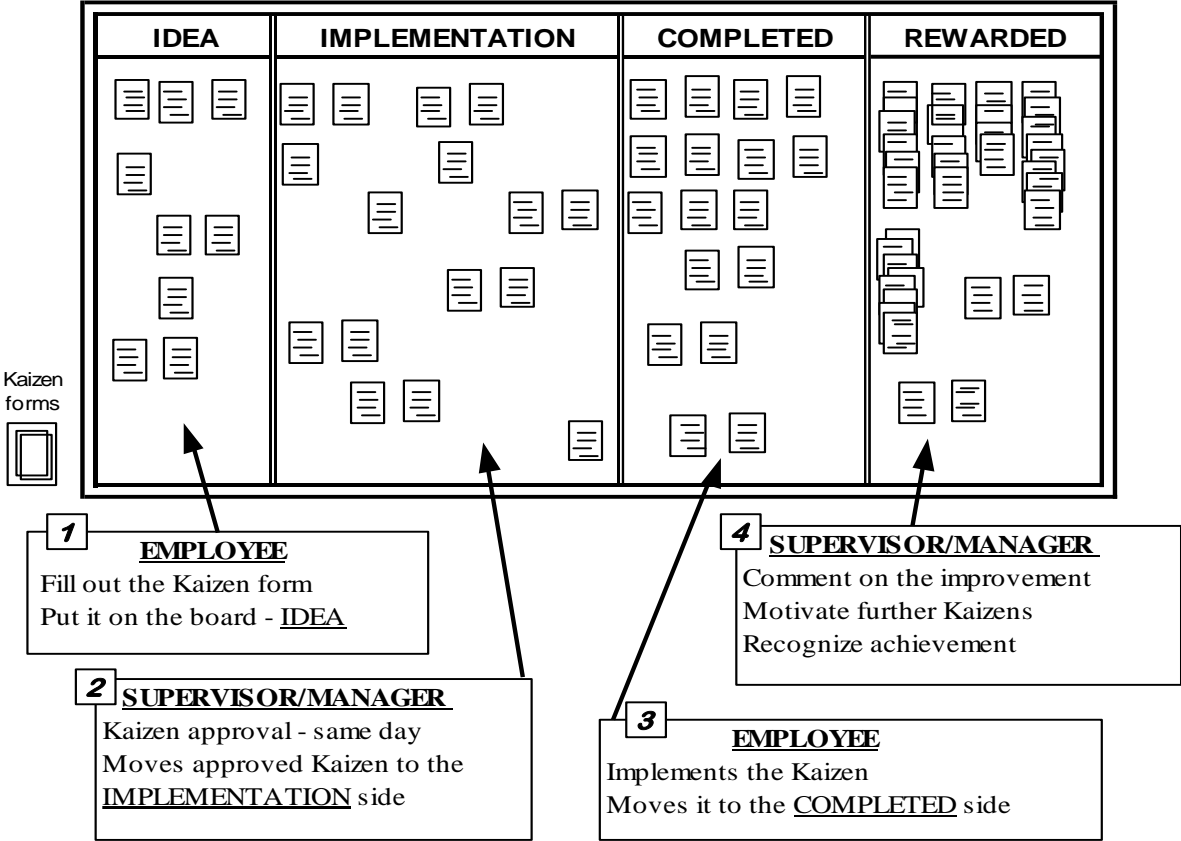 IDEA
IMPLEMENTATION
COMPLETED
REWARDED
Kaizen
forms
1
EMPLOYEE
Fill out the Kaizen form
Put it on the board - IDEA
2
SUPERVISOR/MANAGER
Kaizen approval - same day
Moves approved Kaizen to the
IMPLEMENTATION side
3
EMPLOYEE
Implements the Kaizen
Moves it to the COMPLETED side
4
SUPERVISOR/MANAGER
Comment on the improvement
Motivate further Kaizens
Recognize achievement